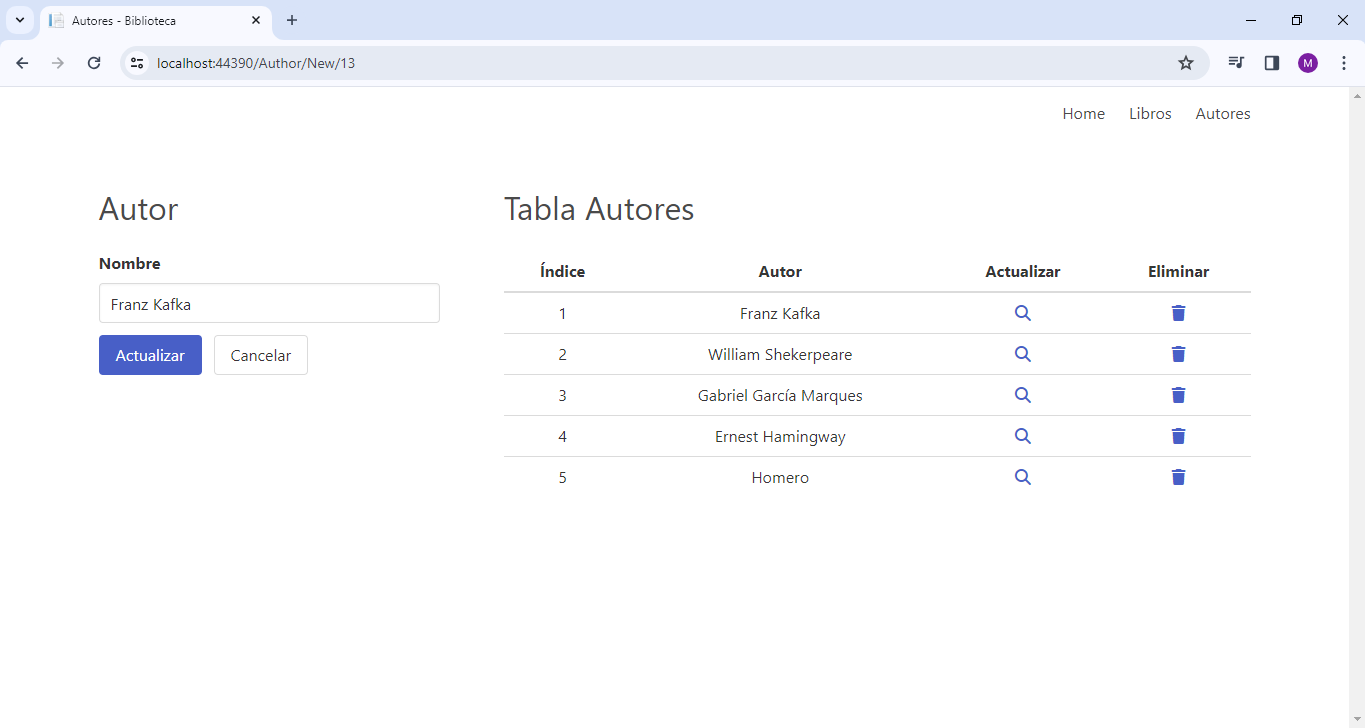 Autores - Biblioteca
localhost:44390/Author/New/13
M
Home Libros Autores
Autor
Nombre
Franz Kafka
Actualizar Cancelar
Tabla Autores
Índice Autor Actualizar Eliminar
1 Franz Kafka
2 William Shekerpeare
3 Gabriel García Marques
4 Ernest Hamingway
5 Homero